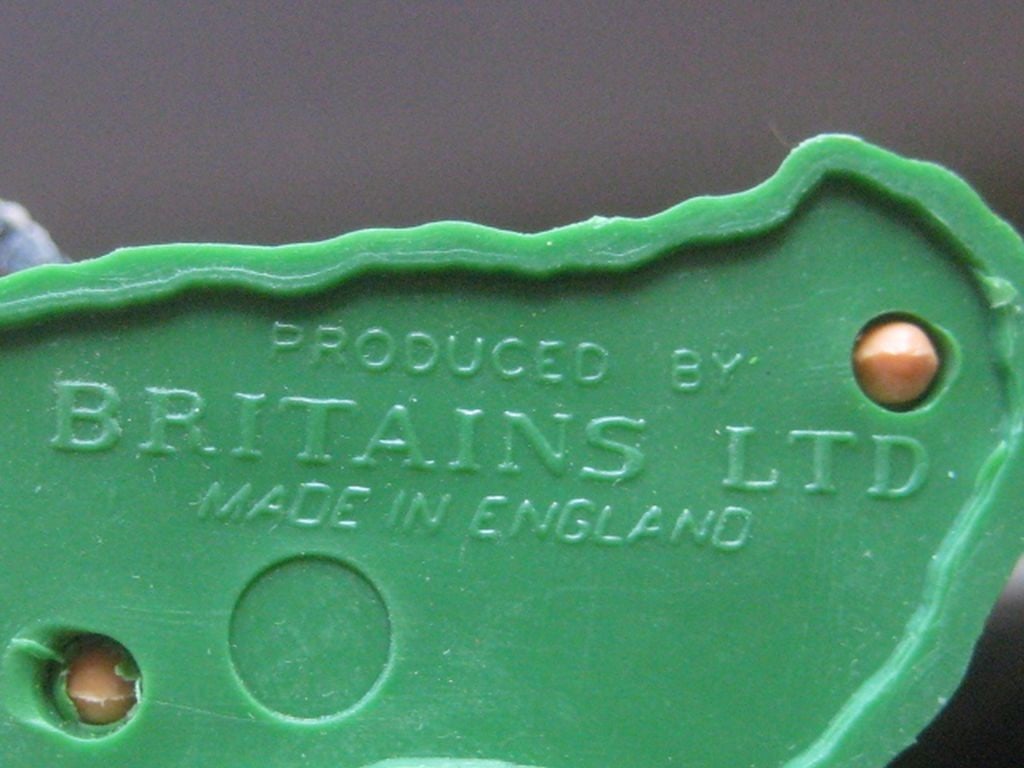 PRODUCED BY
BRITAINS LTD
MADE IN ENGLAND